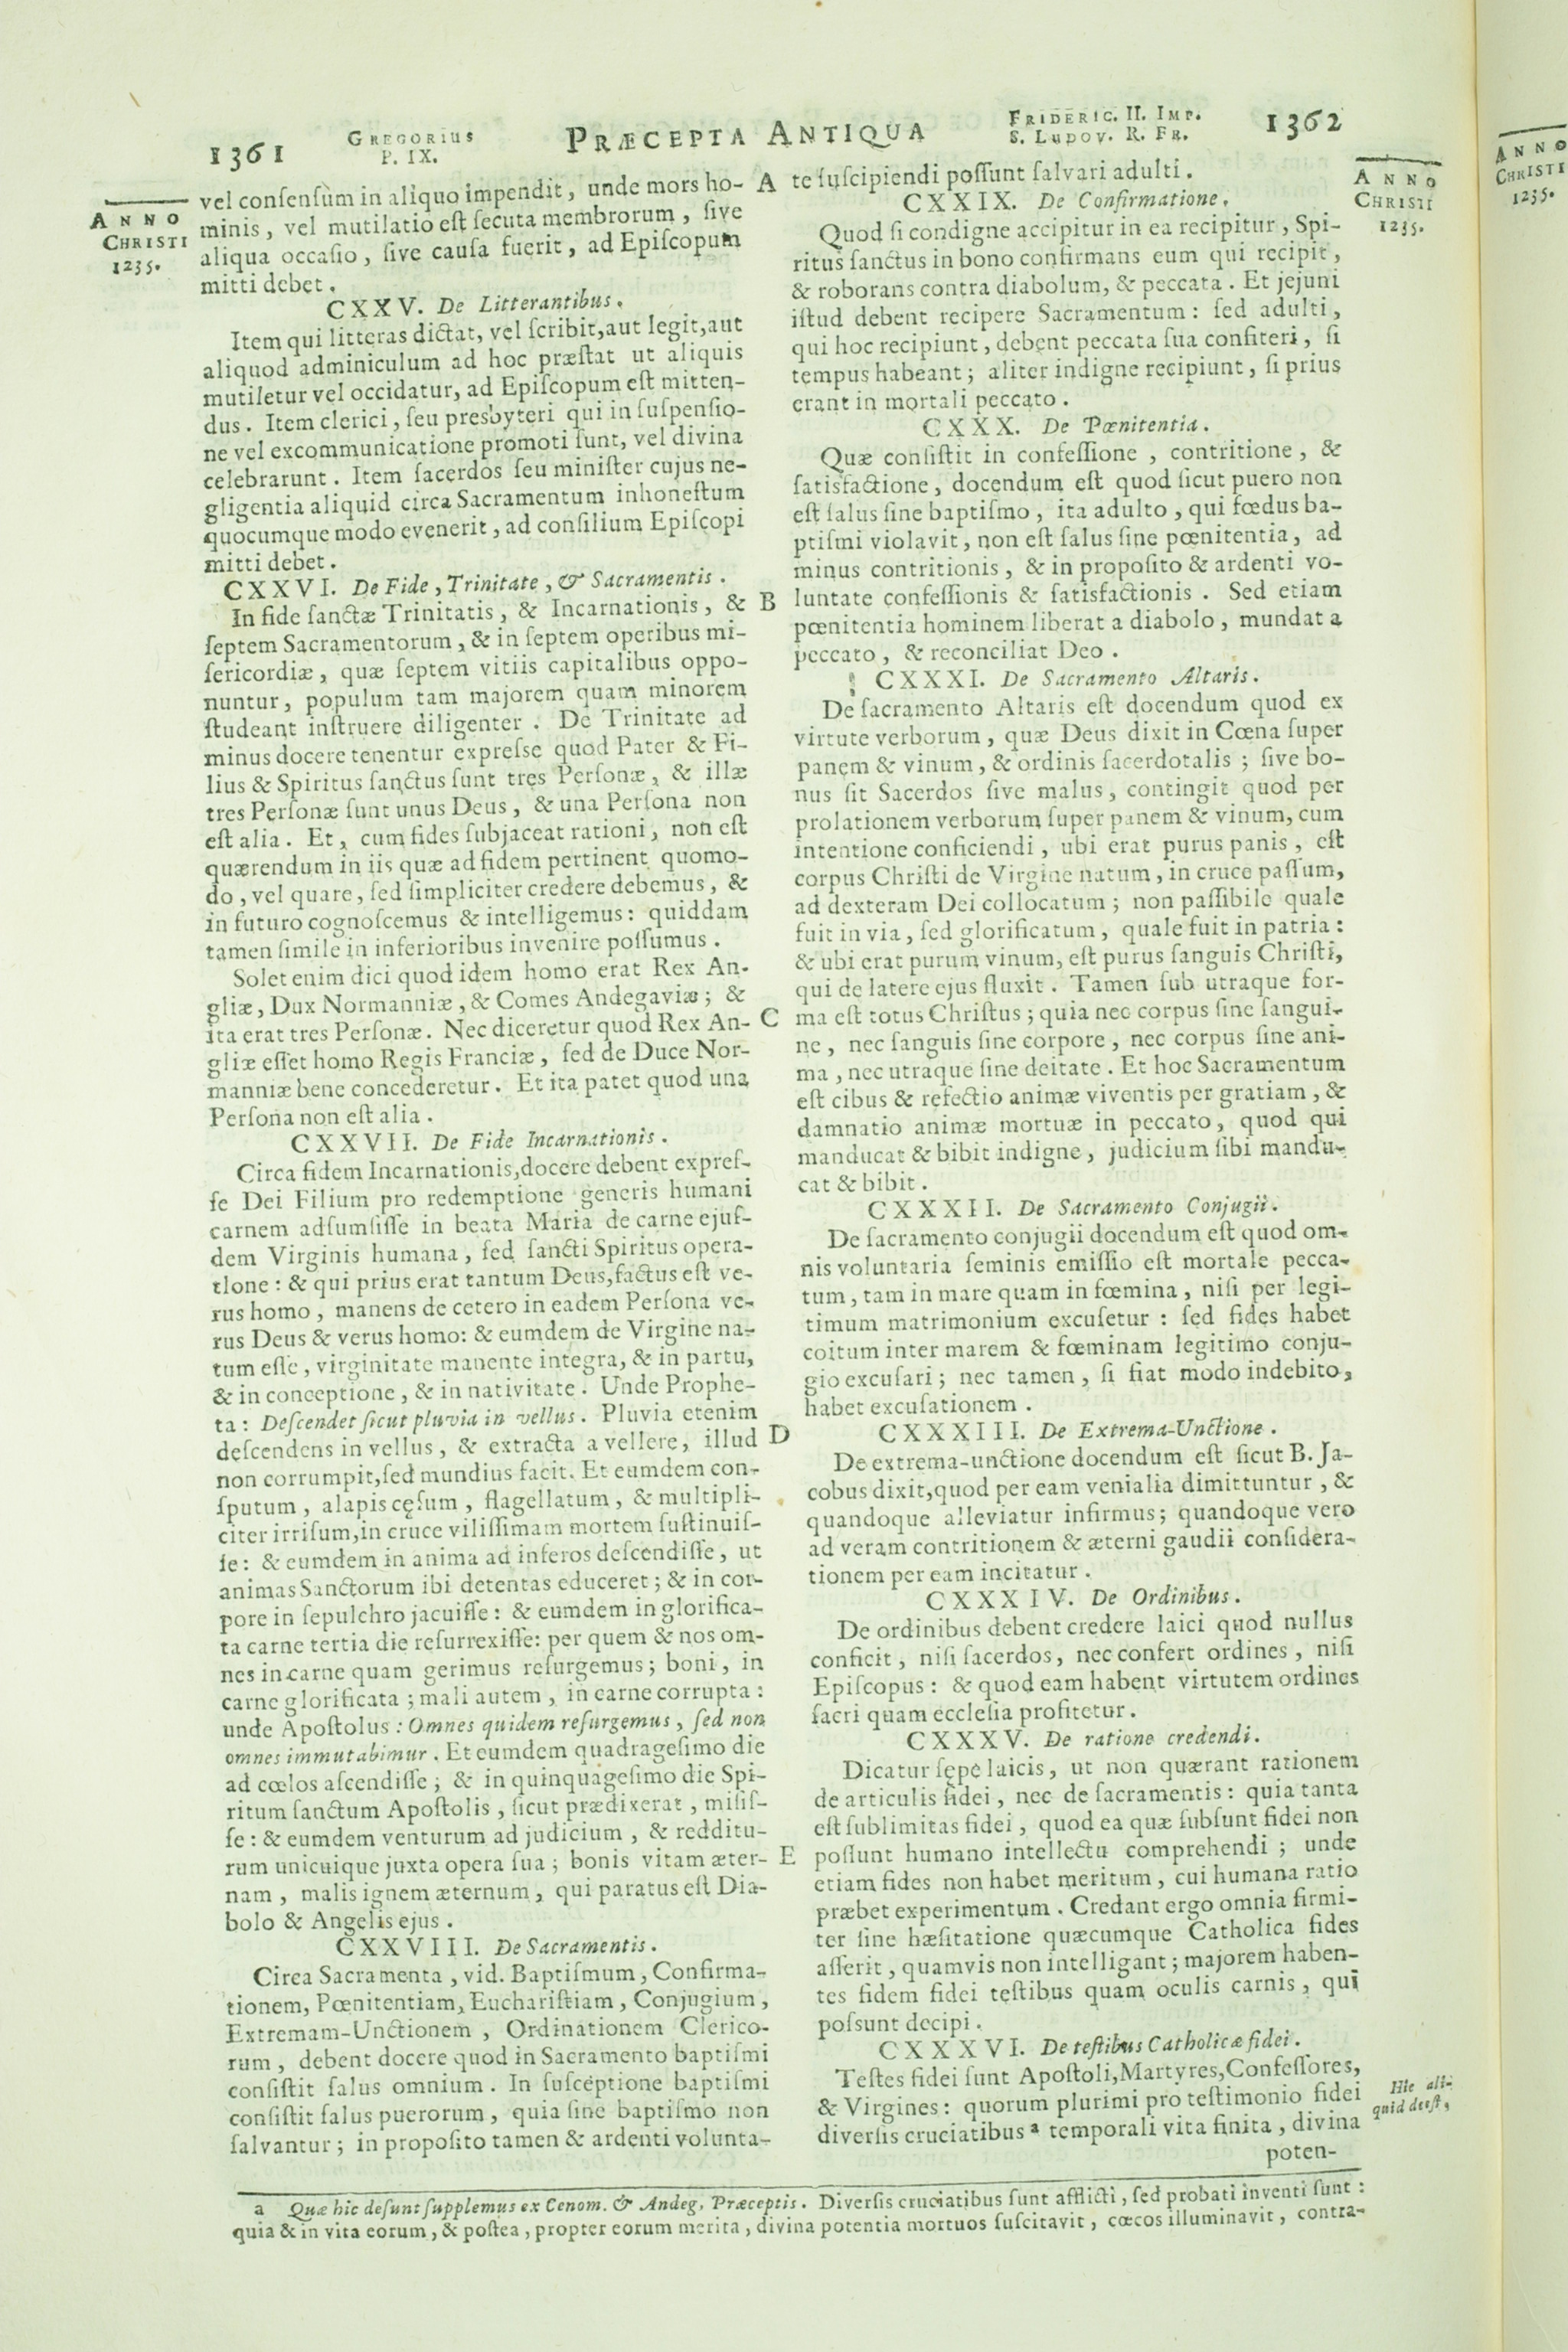 1361
GREGORIUS
P. IX.
PRÆCEPTA ANTIQUA
FRIDERIC. II. IMP.
S. LUDOV. R. FR.
1362
ANNO
CHRISTI
1235.
vel consensùm in aliquo impendit, unde mors ho-
minis, vel mutilatio est secuta membrorum, sive
aliqua occasio, sive causa fuerit, ad Episcopum
mitti debet.
CXXV. De Litterantibus.
Item qui litteras dictat, vel scribit, aut legit, aut
aliquod adminiculum ad hoc præstat ut aliquis
mutiletur vel occidatur, ad Episcopum est mitten-
dus. Item clerici, seu presbyteri qui in suspensio-
ne vel excommunicatione promoti sunt, vel divina
celebrarunt. Item sacerdos seu minister cujus ne-
gligentia aliquid circa Sacramentum inhonestum
quocumque modo evenerit, ad consilium Episcopi
mitti debet.
CXXVI. De Fide, Trinitate, & Sacramentis.
In fide sanctæ Trinitatis, & Incarnationis, &
septem Sacramentorum, & in septem operibus mi-
sericordiæ, quæ septem vitiis capitalibus oppo-
nuntur, populum tam majorem quam minorem
studeant instruere diligenter. De Trinitate ad
minus docere tenentur expresse quod Pater & Fi-
lius & Spiritus sanctus sunt tres Personæ, & illæ
tres Personæ sunt unus Deus, & una Persona non
est alia. Et, cum fides subjaceat rationi, non est
quærendum in iis quæ ad fidem pertinent quomo-
do, vel quare, sed simpliciter credere debemus, &
in futuro cognoscemus & intelligemus: quiddam
tamen simile in inferioribus invenire possumus.
Solet enim dici quod idem homo erat Rex An-
gliæ, Dux Normanniæ, & Comes Andegaviæ; &
ita erat tres Personæ. Nec diceretur quod Rex An-
gliæ esset homo Regis Franciæ, sed de Duce Nor-
manniæ bene concederetur. Et ita patet quod una
Persona non est alia.
CXXVII. De Fide Incarnationis.
Circa fidem Incarnationis, docere debent expres-
se Dei Filium pro redemptione generis humani
carnem adsumsisse in beata Maria de carne ejus-
dem Virginis humana, sed sancti Spiritus opera-
tione: & qui prius erat tantum Deus, factus est ve-
rus homo, manens de cetero in eadem Persona ve-
rus Deus & verus homo: & eumdem de Virgine na-
tum esse, virginitate manente integra, & in partu,
& in conceptione, & in nativitate. Unde Prophe-
ta: Descendet sicut pluvia in vellus. Pluvia etenim
descendens in vellus, & extracta a vellere, illud
non corrumpit, sed mundius facit. Et eumdem con-
sputum, alapis cęsum, flagellatum, & multipli-
citer irrisum, in cruce vilissimam mortem sustinuis-
se: & eumdem in anima ad inferos descendisse, ut
animas Sanctorum ibi detentas educeret; & in cor-
pore in sepulchro jacuisse: & eumdem in glorifica-
ta carne tertia die resurrexisse: per quem & nos om-
nes in carne quam gerimus resurgemus; boni, in
carne glorificata; mali autem, in carne corrupta:
unde Apostolus: Omnes quidem resurgemus, sed non
omnes immutabimur. Et eumdem quadragesimo die
ad cœlos ascendisse; & in quinquagesimo die Spi-
ritum sanctum Apostolis, sicut prædixerat, misis-
se: & eumdem venturum ad judicium, & redditu-
rum unicuique juxta opera sua; bonis vitam æter-
nam, malis ignem æternum, qui paratus est Dia-
bolo & Angelis ejus.
CXXVIII. De Sacramentis.
Circa Sacramenta, vid. Baptismum, Confirma-
tionem, Pœnitentiam, Eucharistiam, Conjugium,
Extremam-Unctionem, Ordinationem Clerico-
rum, debent docere quod in Sacramento baptismi
consistit salus omnium. In susceptione baptismi
consistit salus puerorum, quia sine baptismo non
salvantur; in proposito tamen & ardenti volunta-
A
B
C
D
E
te suscipiendi possunt salvari adulti.
CXXIX. De Confirmatione.
Quod si condigne accipitur in ea recipitur, Spi-
ritus sanctus in bono confirmans eum qui recipit,
& roborans contra diabolum, & peccata. Et jejuni
istud debent recipere Sacramentum: sed adulti,
qui hoc recipiunt, debent peccata sua confiteri, si
tempus habeant; aliter indigne recipiunt, si prius
erant in mortali peccato.
CXXX. De Pœnitentia.
Quæ consistit in confessione, contritione, &
satisfactione, docendum est quod sicut puero non
est salus sine baptismo, ita adulto, qui fœdus ba-
ptismi violavit, non est salus sine pœnitentia, ad
minus contritionis, & in proposito & ardenti vo-
luntate confessionis & satisfactionis. Sed etiam
pœnitentia hominem liberat a diabolo, mundat a
peccato, & reconciliat Deo.
CXXXI. De Sacramento Altaris.
De sacramento Altaris est docendum quod ex
virtute verborum, quæ Deus dixit in Cœna super
panem & vinum, & ordinis sacerdotalis; sive bo-
nus sit Sacerdos sive malus, contingit quod per
prolationem verborum super panem & vinum, cum
intentione conficiendi, ubi erat purus panis, est
corpus Christi de Virgine natum, in cruce passum,
ad dexteram Dei collocatum; non passibile quale
fuit in via, sed glorificatum, quale fuit in patria:
& ubi erat purum vinum, est purus sanguis Christi,
qui de latere ejus fluxit. Tamen sub utraque for-
ma est totus Christus; quia nec corpus sine sangui-
ne, nec sanguis sine corpore, nec corpus sine ani-
ma, nec utraque sine deitate. Et hoc Sacramentum
est cibus & refectio animæ viventis per gratiam, &
damnatio animæ mortuæ in peccato, quod qui
manducat & bibit indigne, judicium sibi mandu-
cat & bibit.
CXXXII. De Sacramento Conjugii.
De sacramento conjugii docendum est quod om-
nis voluntaria seminis emissio est mortale pecca-
tum, tam in mare quam in fœmina, nisi per legi-
timum matrimonium excusetur: sed fides habet
coitum inter marem & fœminam legitimo conju-
gio excusari; nec tamen, si fiat modo indebito,
habet excusationem.
CXXXIII. De Extrema-Unctione.
De extrema-unctione docendum est sicut B. Ja-
cobus dixit, quod per eam venialia dimittuntur, &
quandoque alleviatur infirmus; quandoque vero
ad veram contritionem & æterni gaudii considera-
tionem per eam incitatur.
CXXXIV. De Ordinibus.
De ordinibus debent credere laici quod nullus
conficit, nisi sacerdos, nec confert ordines, nisi
Episcopus: & quod eam habent virtutem ordines
sacri quam ecclesia profitetur.
CXXXV. De ratione credendi.
Dicatur sępe laicis, ut non quærant rationem
de articulis fidei, nec de sacramentis: quia tanta
est sublimitas fidei, quod ea quæ subsunt fidei non
possunt humano intellectu comprehendi; unde
etiam fides non habet meritum, cui humana ratio
præbet experimentum. Credant ergo omnia firmi-
ter sine hæsitatione quæcumque Catholica fides
asserit, quamvis non intelligant; majorem haben-
tes fidem fidei testibus quam oculis carnis, qui
possunt decipi.
CXXXVI. De testibus Catholicæ fidei.
Testes fidei sunt Apostoli, Martyres, Confessores,
& Virgines: quorum plurimi pro testimonio fidei
diversis cruciatibus a temporali vita finita, divina
poten-
ANNO
CHRISTI
1235.
Hic ali-
quid deest,
a Quæ hic desunt supplemus ex Cenom. & Andeg. Præceptis. Diversis cruciatibus sunt afflicti, sed probati inventi sunt:
quia & in vita eorum, & postea, propter eorum merita, divina potentia mortuos suscitavit, cœcos illuminavit, contra-
ANNO
CHRISTI
1235.